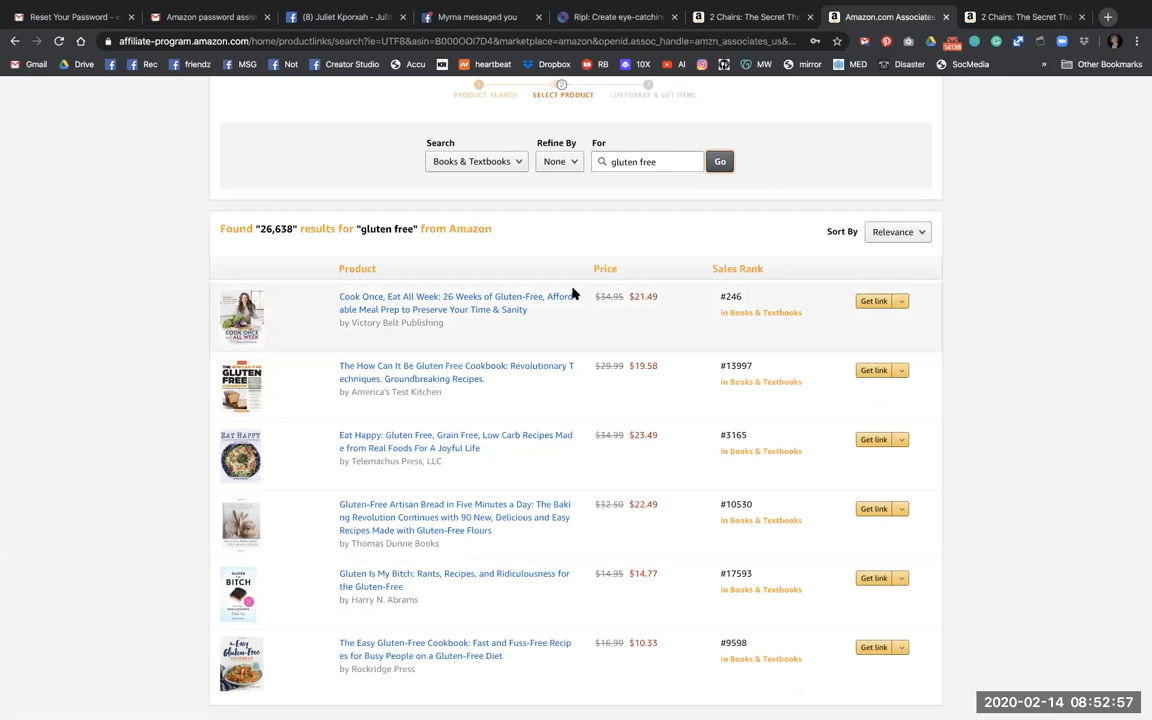 Reset Your Password - v
Amazon password assis
(8) Juliet Kporxah - Julie
Myrna messaged you
Ripl: Create eye-catchin
2 Chairs: The Secret Tha
Amazon.com Associates
2 Chairs: The Secret Tha
affiliate-program.amazon.com/home/productlinks/search?ie=UTF8&asin=B000OI7D4&marketplace=amazon&openid.assoc_handle=amzn_associates_us&...
14138
Gmail
Drive
Rec
friendz
MSG
Not
Creator Studio
Accu
heartbeat
Dropbox
RB
10X
AI
MW
mirror
MED
Disaster
SocMedia
»
Other Bookmarks
1
2
3
PRODUCT SEARCH
SELECT PRODUCT
CUSTOMIZE & GET HTML
Search
Refine By
For
Books & Textbooks
None
gluten free
Go
Found "26,638" results for "gluten free" from Amazon
Sort By
Relevance
Product
Price
Sales Rank
Cook Once, Eat All Week: 26 Weeks of Gluten-Free, Afford
able Meal Prep to Preserve Your Time & Sanity
by Victory Belt Publishing
$34.95 $21.49
#246
in Books & Textbooks
Get link
The How Can It Be Gluten Free Cookbook: Revolutionary T
echniques. Groundbreaking Recipes.
by America's Test Kitchen
$29.99 $19.58
#13997
in Books & Textbooks
Get link
Eat Happy: Gluten Free, Grain Free, Low Carb Recipes Mad
e from Real Foods For A Joyful Life
by Telemachus Press, LLC
$34.99 $23.49
#3165
in Books & Textbooks
Get link
Gluten-Free Artisan Bread in Five Minutes a Day: The Baki
ng Revolution Continues with 90 New, Delicious and Easy
Recipes Made with Gluten-Free Flours
by Thomas Dunne Books
$32.50 $22.49
#10530
in Books & Textbooks
Get link
Gluten Is My Bitch: Rants, Recipes, and Ridiculousness for
the Gluten-Free
by Harry N. Abrams
$14.95 $14.77
#17593
in Books & Textbooks
Get link
The Easy Gluten-Free Cookbook: Fast and Fuss-Free Recip
es for Busy People on a Gluten-Free Diet
by Rockridge Press
$16.99 $10.33
#9598
in Books & Textbooks
Get link
2020-02-14 08:52:57